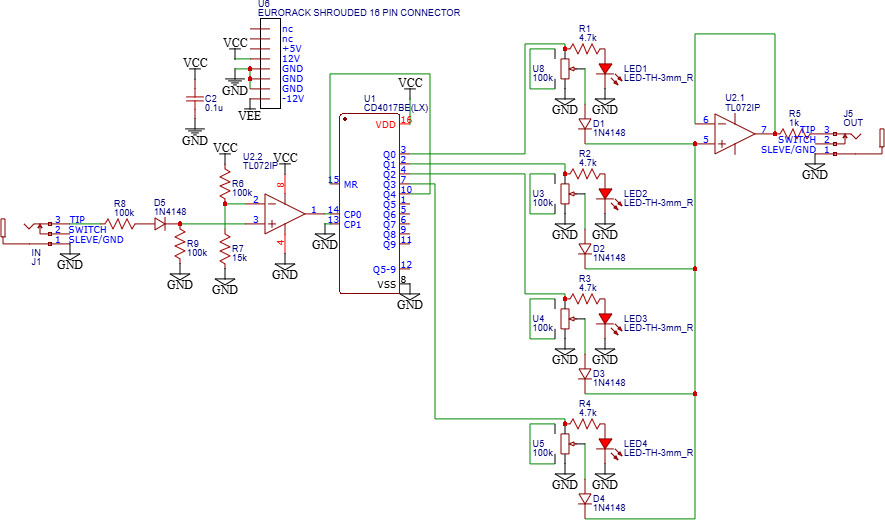 U6
EURORACK SHROUDED 16 PIN CONNECTOR
nc
nc
+5V
12V
GND
GND
GND
-12V
VCC
GND
VEE
VCC
C2
0.1u
GND
U1
CD4017BE(LX)
VCC
VDD 16
Q0 3
Q1 2
Q2 4
Q3 7
Q4 10
Q5 1
Q6 5
Q7 6
Q8 9
Q9 11
Q5-9 12
VSS 8
GND
15 MR
14 CP0
13 CP1
GND
VCC
R6
100k
U2.2
TL072IP
VCC
8
2
3
1
4
GND
R7
15k
GND
IN
J1
3 TIP
2 SWITCH
1 SLEVE/GND
GND
R8
100k
D5
1N4148
R9
100k
GND
R1
4.7k
U8
100k
LED1
LED-TH-3mm_R
GND
GND
D1
1N4148
R2
4.7k
U3
100k
LED2
LED-TH-3mm_R
GND
GND
D2
1N4148
R3
4.7k
U4
100k
LED3
LED-TH-3mm_R
GND
GND
D3
1N4148
R4
4.7k
U5
100k
LED4
LED-TH-3mm_R
GND
GND
D4
1N4148
U2.1
TL072IP
6
5
7
R5
1k
J5
OUT
TIP 3
SWITCH 2
SLEVE/GND 1
GND